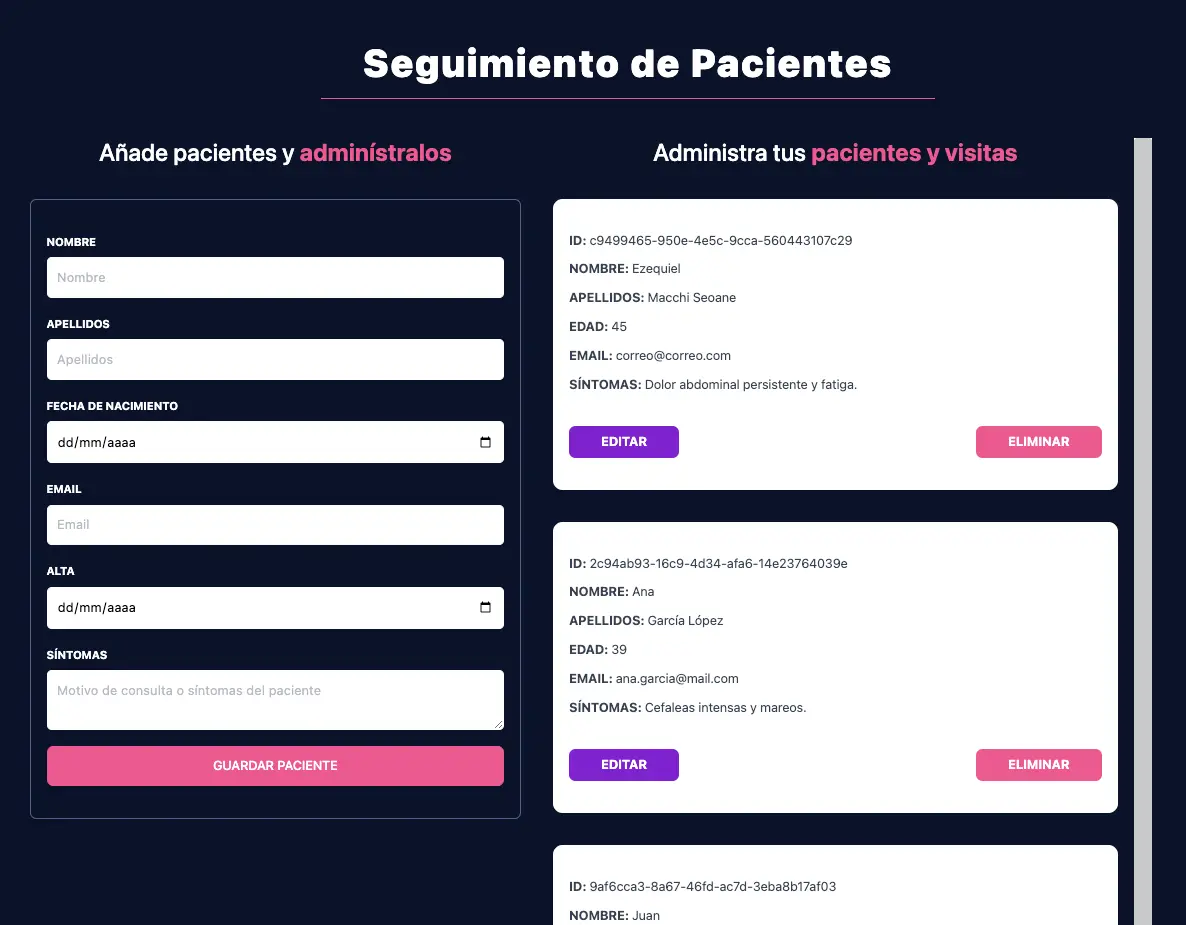 Seguimiento de Pacientes
Añade pacientes y adminístralos
NOMBRE
Nombre
APELLIDOS
Apellidos
FECHA DE NACIMIENTO
dd/mm/aaaa
EMAIL
Email
ALTA
dd/mm/aaaa
SÍNTOMAS
Motivo de consulta o síntomas del paciente
GUARDAR PACIENTE
Administra tus pacientes y visitas
ID: c9499465-950e-4e5c-9cca-560443107c29
NOMBRE: Ezequiel
APELLIDOS: Macchi Seoane
EDAD: 45
EMAIL: correo@correo.com
SÍNTOMAS: Dolor abdominal persistente y fatiga.
EDITAR
ELIMINAR
ID: 2c94ab93-16c9-4d34-afa6-14e23764039e
NOMBRE: Ana
APELLIDOS: García López
EDAD: 39
EMAIL: ana.garcia@mail.com
SÍNTOMAS: Cefaleas intensas y mareos.
EDITAR
ELIMINAR
ID: 9af6cca3-8a67-46fd-ac7d-3eba8b17af03
NOMBRE: Juan